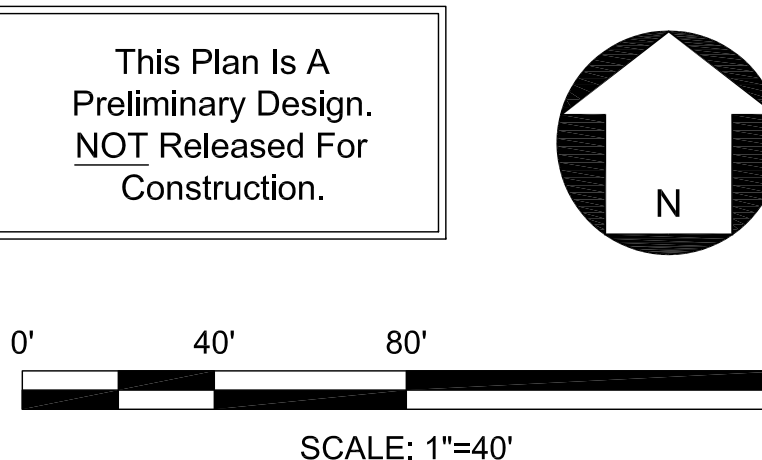 This Plan Is A
Preliminary Design.
NOT Released For
Construction.
N
0' 40' 80'
SCALE: 1"=40'